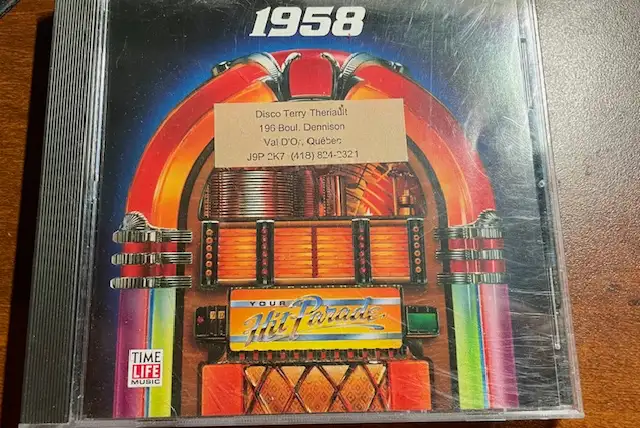 1958
Disco Terry Theriault
196 Boul. Dennison
Val D'Or, Québec
J9P 2K7 (418) 824-2321
YOUR
Hit Parade
TIME
LIFE
MUSIC